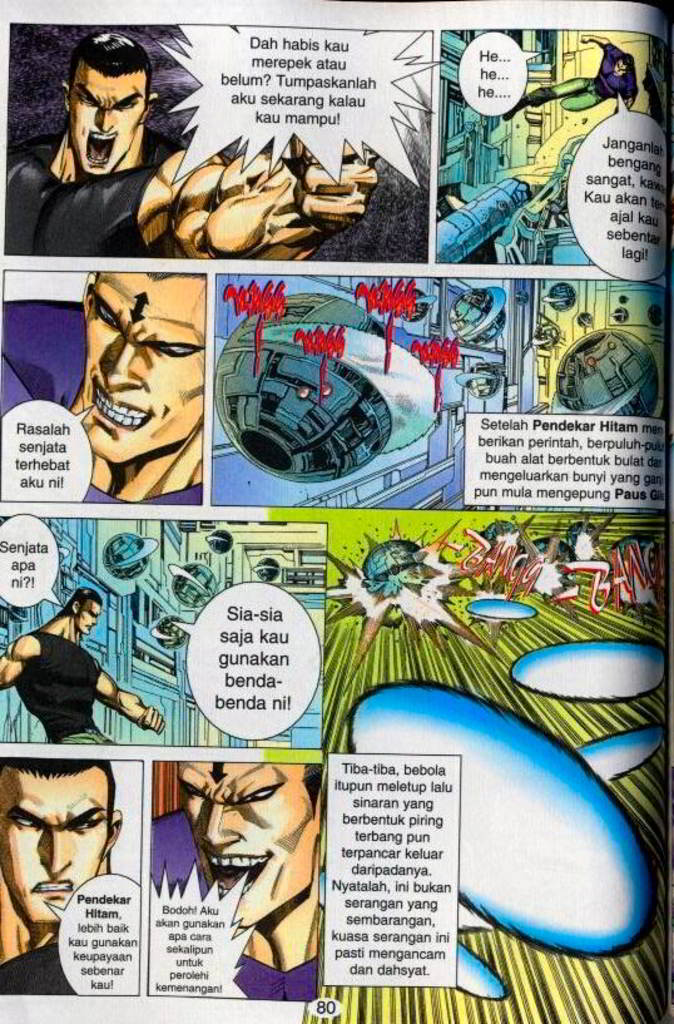 Dah habis kau
merepek atau
belum? Tumpaskanlah
aku sekarang kalau
kau mampu!
He...
he...
he....
Janganlah
bengang
sangat,
Kau akan
ajal kau
sebentar
lagi!
Rasalah
senjata
terhebat
aku ni!
Setelah Pendekar Hitam
berikan perintah,
buah alat berbentuk bulat
mengeluarkan bunyi yang
pun mula mengepung Paus
Senjata
apa
ni?!
Sia-sia
saja kau
gunakan
benda-
benda ni!
BANGG
BANGG
Pendekar
Hitam,
lebih baik
kau gunakan
keupayaan
sebenar
kau!
Bodoh! Aku
akan gunakan
apa cara
sekalipun
untuk
perolehi
kemenangan!
Tiba-tiba, bebola
itupun meletup lalu
sinaran yang
berbentuk piring
terbang pun
terpancar keluar
daripadanya.
Nyatalah, ini bukan
serangan yang
sembarangan,
kuasa serangan ini
pasti mengancam
dan dahsyat.
80